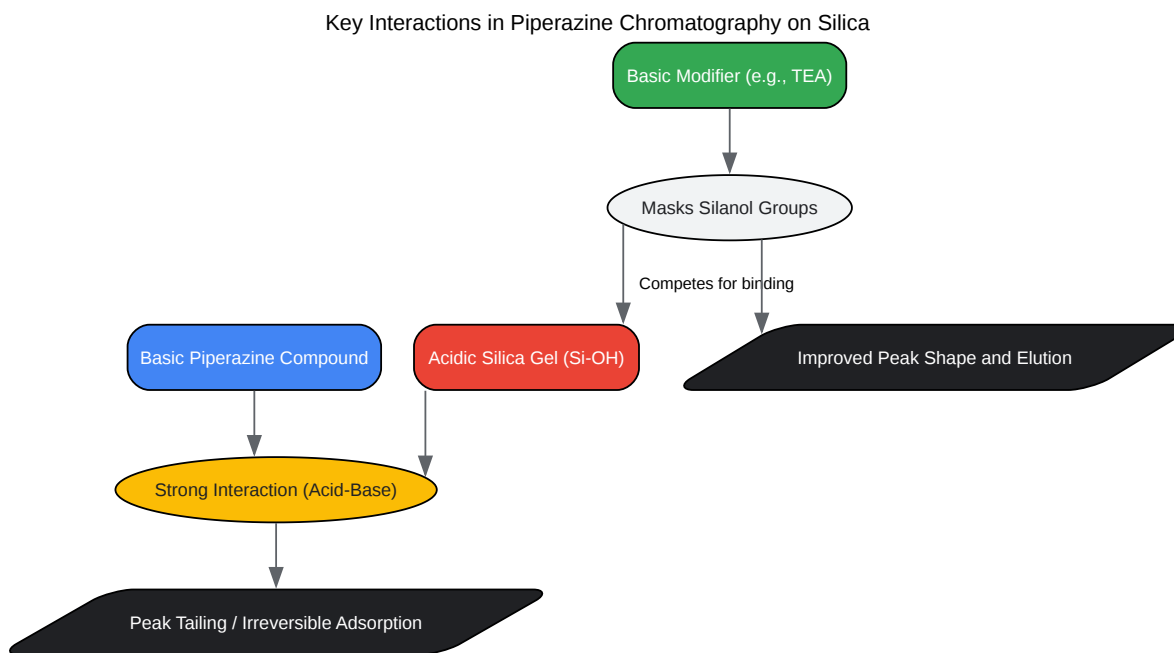 Key Interactions in Piperazine Chromatography on Silica
Basic Modifier (e.g., TEA)
Masks Silanol Groups
Competes for binding
Basic Piperazine Compound
Acidic Silica Gel (Si-OH)
Improved Peak Shape and Elution
Strong Interaction (Acid-Base)
Peak Tailing / Irreversible Adsorption